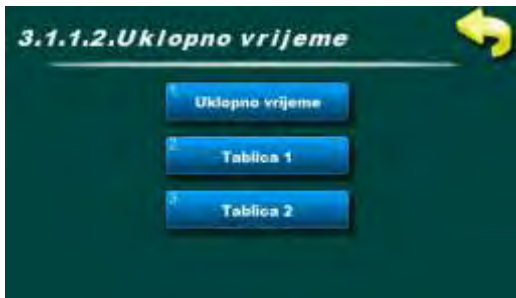 3.1.1.2.Uklopno vrijeme
1.
Uklopno vrijeme
2.
Tablica 1
3.
Tablica 2